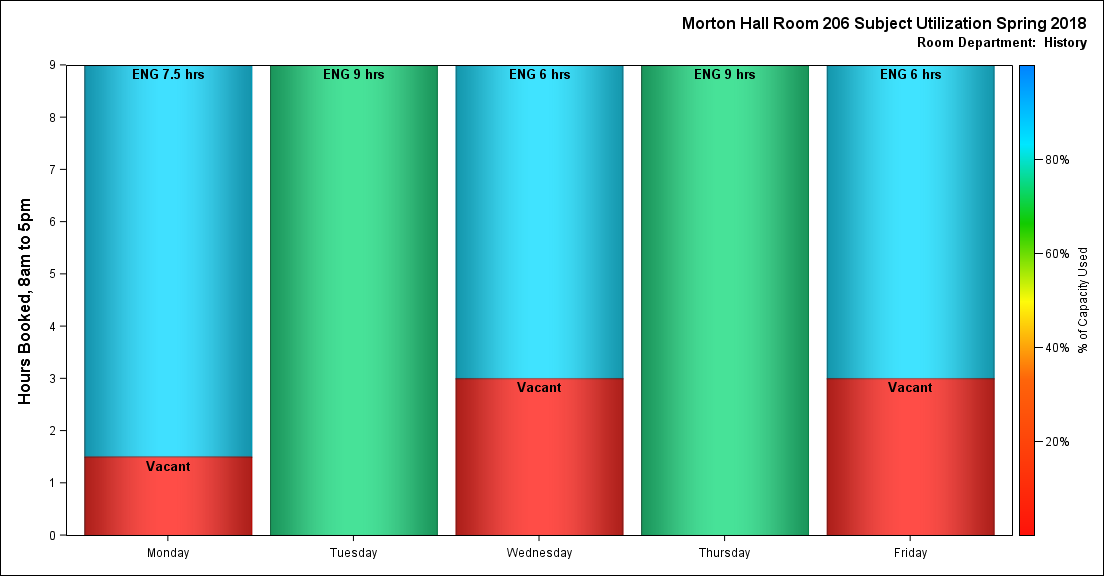 Morton Hall Room 206 Subject Utilization Spring 2018
Room Department:  History
Hours Booked, 8am to 5pm
9
8
7
6
5
4
3
2
1
0
ENG 7.5 hrs
Vacant
ENG 9 hrs
ENG 6 hrs
Vacant
ENG 9 hrs
ENG 6 hrs
Vacant
Monday
Tuesday
Wednesday
Thursday
Friday
80%
60%
40%
20%
% of Capacity Used